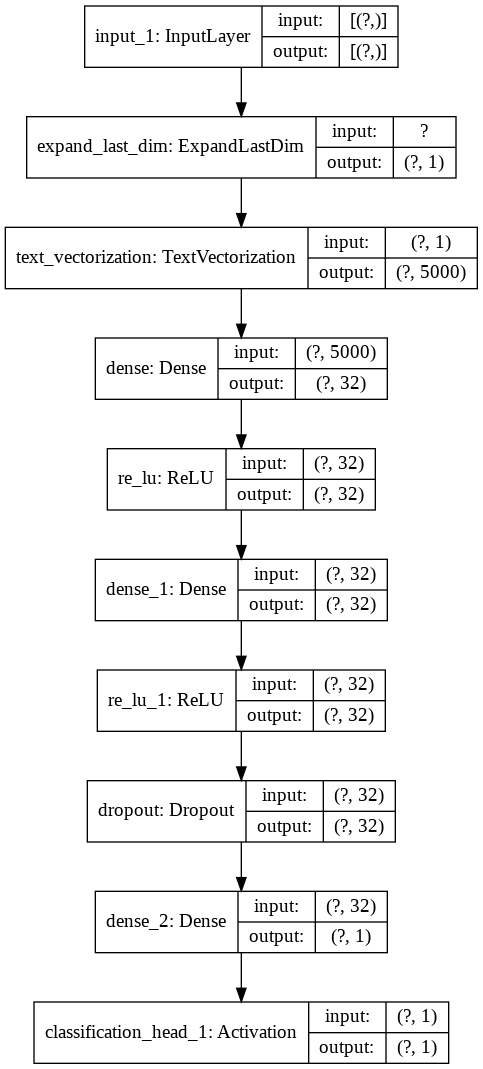 input_1: InputLayer
input: [(?,)]
output: [(?,)]
expand_last_dim: ExpandLastDim
input: ?
output: (?, 1)
text_vectorization: TextVectorization
input: (?, 1)
output: (?, 5000)
dense: Dense
input: (?, 5000)
output: (?, 32)
re_lu: ReLU
input: (?, 32)
output: (?, 32)
dense_1: Dense
input: (?, 32)
output: (?, 32)
re_lu_1: ReLU
input: (?, 32)
output: (?, 32)
dropout: Dropout
input: (?, 32)
output: (?, 32)
dense_2: Dense
input: (?, 32)
output: (?, 1)
classification_head_1: Activation
input: (?, 1)
output: (?, 1)